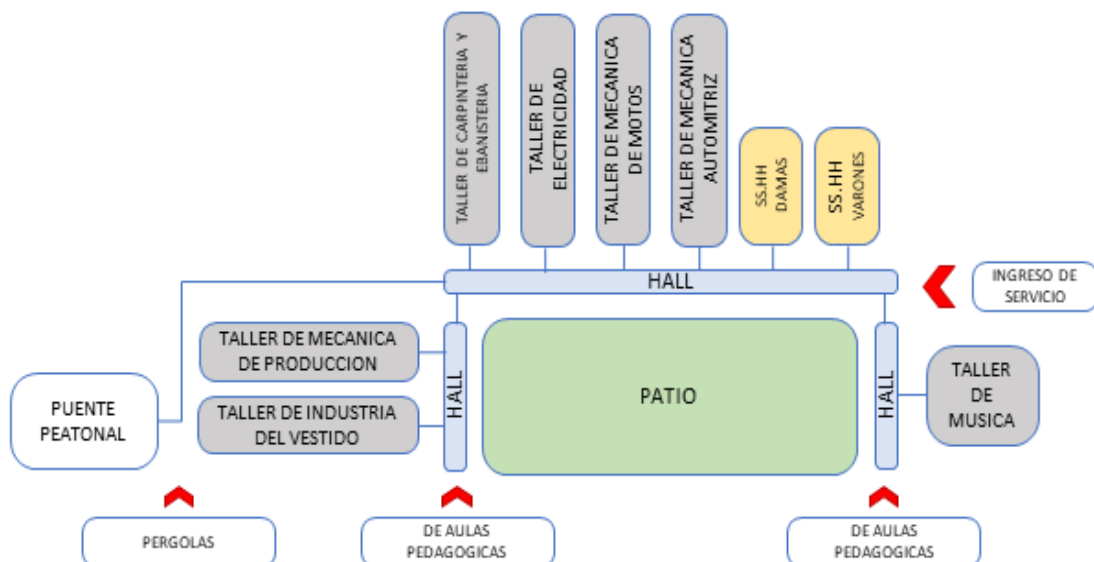 TALLER DE CARPINTERIA Y
EBANISTERIA
TALLER DE
ELECTRICIDAD
TALLER DE MECANICA
DE MOTOS
TALLER DE MECANICA
AUTOMITRIZ
SS.HH
DAMAS
SS.HH
VARONES
HALL
INGRESO DE
SERVICIO
TALLER DE MECANICA
DE PRODUCCION
HALL
PATIO
HALL
TALLER
DE
MUSICA
PUENTE
PEATONAL
TALLER DE INDUSTRIA
DEL VESTIDO
PERGOLAS
DE AULAS
PEDAGOGICAS
DE AULAS
PEDAGOGICAS